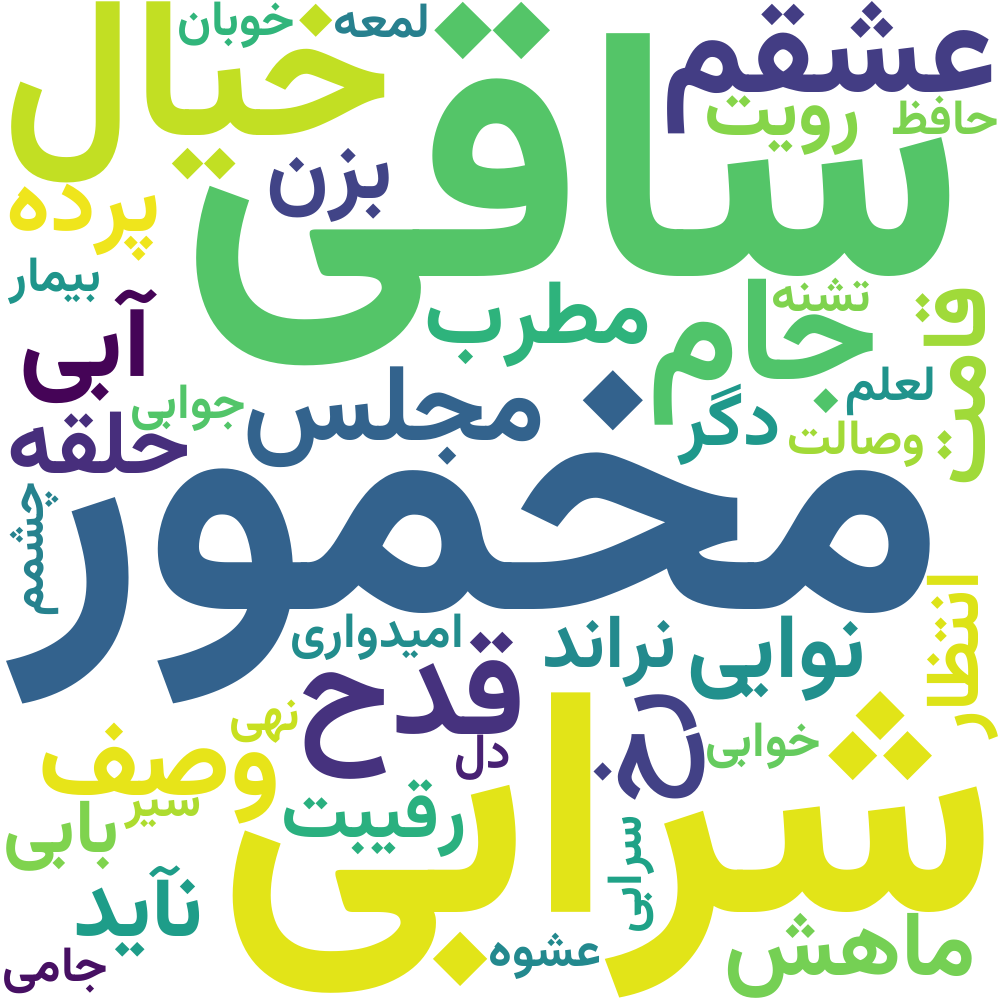 عشقم
لمعه
خوبان
خیال
ساقی
حافظ
رویت
بزن
پرده
بیمار
آبی
مطرب
تشنه
جام
قامت
لعلم
دگر
وصالت
مجلس
جوابی
حلقه
مخمور
چشمم
انتظار
امیدواری
نراند
نوایی
قدح
نهی
دل
خوابی
شرابی
وصف
سیر
بابی
رقیبت
سرابی
نآید
عشوه
ماهش
جامی